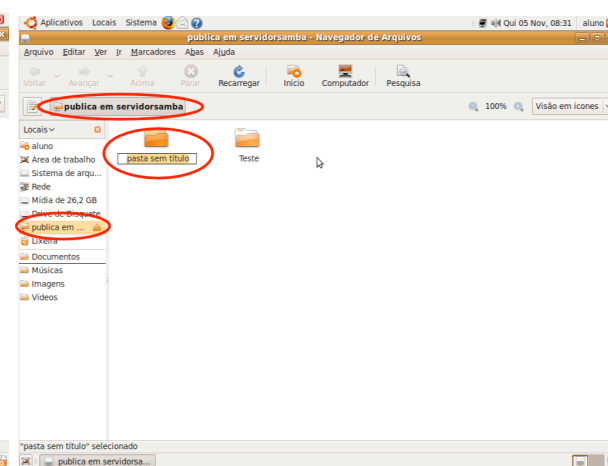 Aplicativos Locais Sistema Qui 05 Nov, 08:31 aluno
publica em servidorsamba - Navegador de Arquivos
Arquivo Editar Ver Ir Marcadores Abas Ajuda
Voltar Avançar Acima Parar Recarregar Início Computador Pesquisa
publica em servidorsamba 100% Visão em ícones
Locais
aluno
Área de trabalho
Sistema de arqu...
Rede
Mídia de 26,2 GB
Drive de Disquete
publica em ...
Lixeira
Documentos
Músicas
Imagens
Vídeos
pasta sem título Teste
"pasta sem título" selecionado
publica em servidorsa...